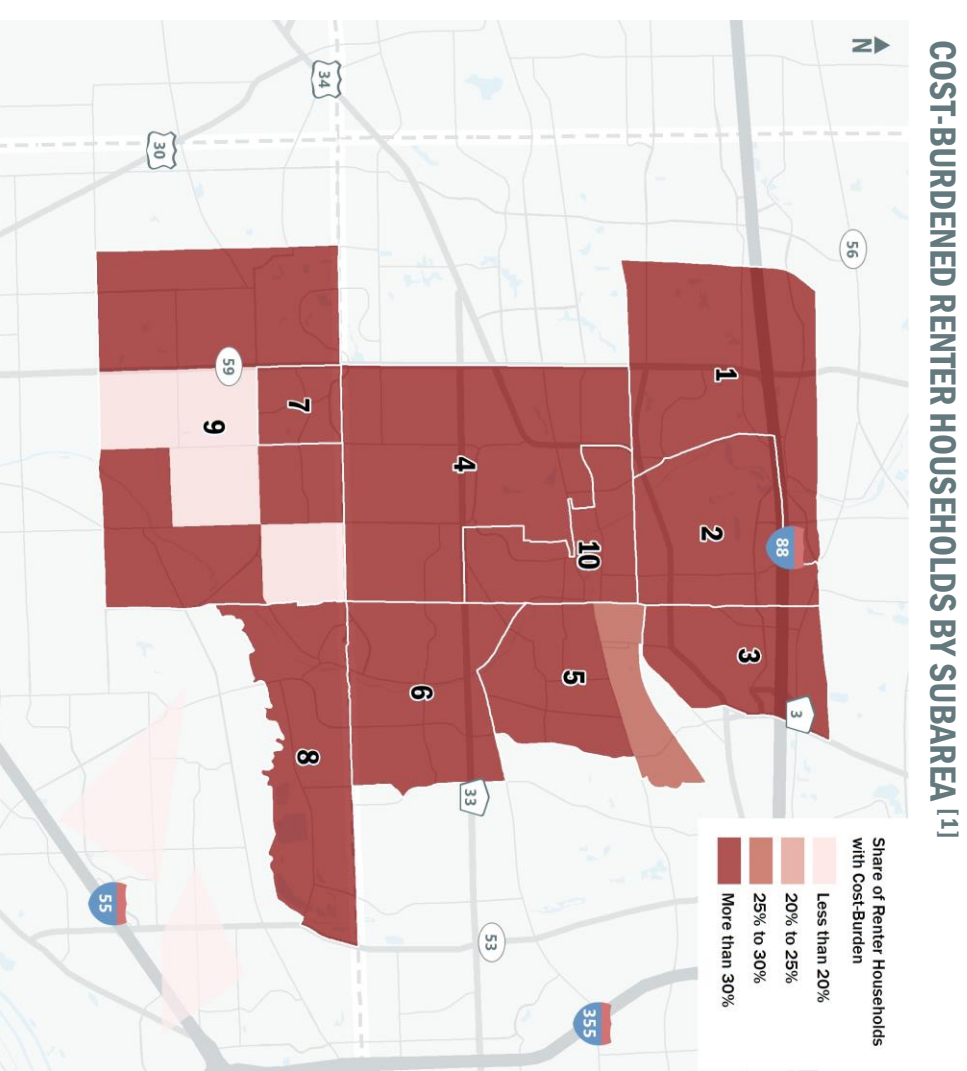 COST-BURDENED RENTER HOUSEHOLDS BY SUBAREA [1]
N
56
34
30
1
2
3
88
3
59
7
9
4
10
5
6
8
33
53
55
355
Share of Renter Households
with Cost-Burden
Less than 20%
20% to 25%
25% to 30%
More than 30%